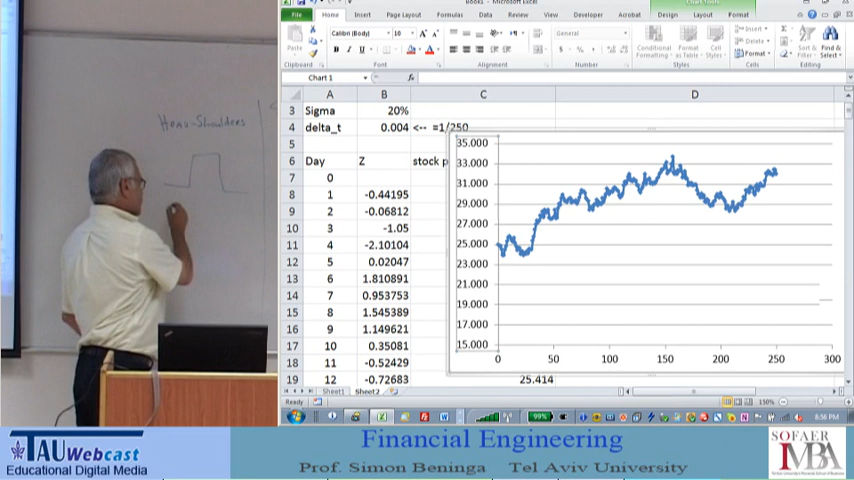 Head-Shoulders
Book5 - Microsoft Excel
Chart Tools
File Home Insert Page Layout Formulas Data Review View Developer Acrobat Design Layout Format
Paste
Calibri (Body) 10
B I U
General
Conditional Formatting
Format as Table
Cell Styles
Insert
Delete
Format
Sort & Filter
Find & Select
Clipboard Font Alignment Number Styles Cells Editing
Chart 1 fx
A B C D
3 Sigma 20%
4 delta_t 0.004 <-- =1/250
5
6 Day Z stock p
7 0
8 1 -0.44195
9 2 -0.06812
10 3 -1.05
11 4 -2.10104
12 5 0.02047
13 6 1.810891
14 7 0.953753
15 8 1.545389
16 9 1.149621
17 10 0.35081
18 11 -0.52429
19 12 -0.72683 25.414
35.000
33.000
31.000
29.000
27.000
25.000
23.000
21.000
19.000
17.000
15.000
0 50 100 150 200 250 300
Sheet1 Sheet2
Ready 150%
99% 8:56 PM
TAU Webcast
Educational Digital Media
Financial Engineering
Prof. Simon Beninga Tel Aviv University
SOFAER
IMBA